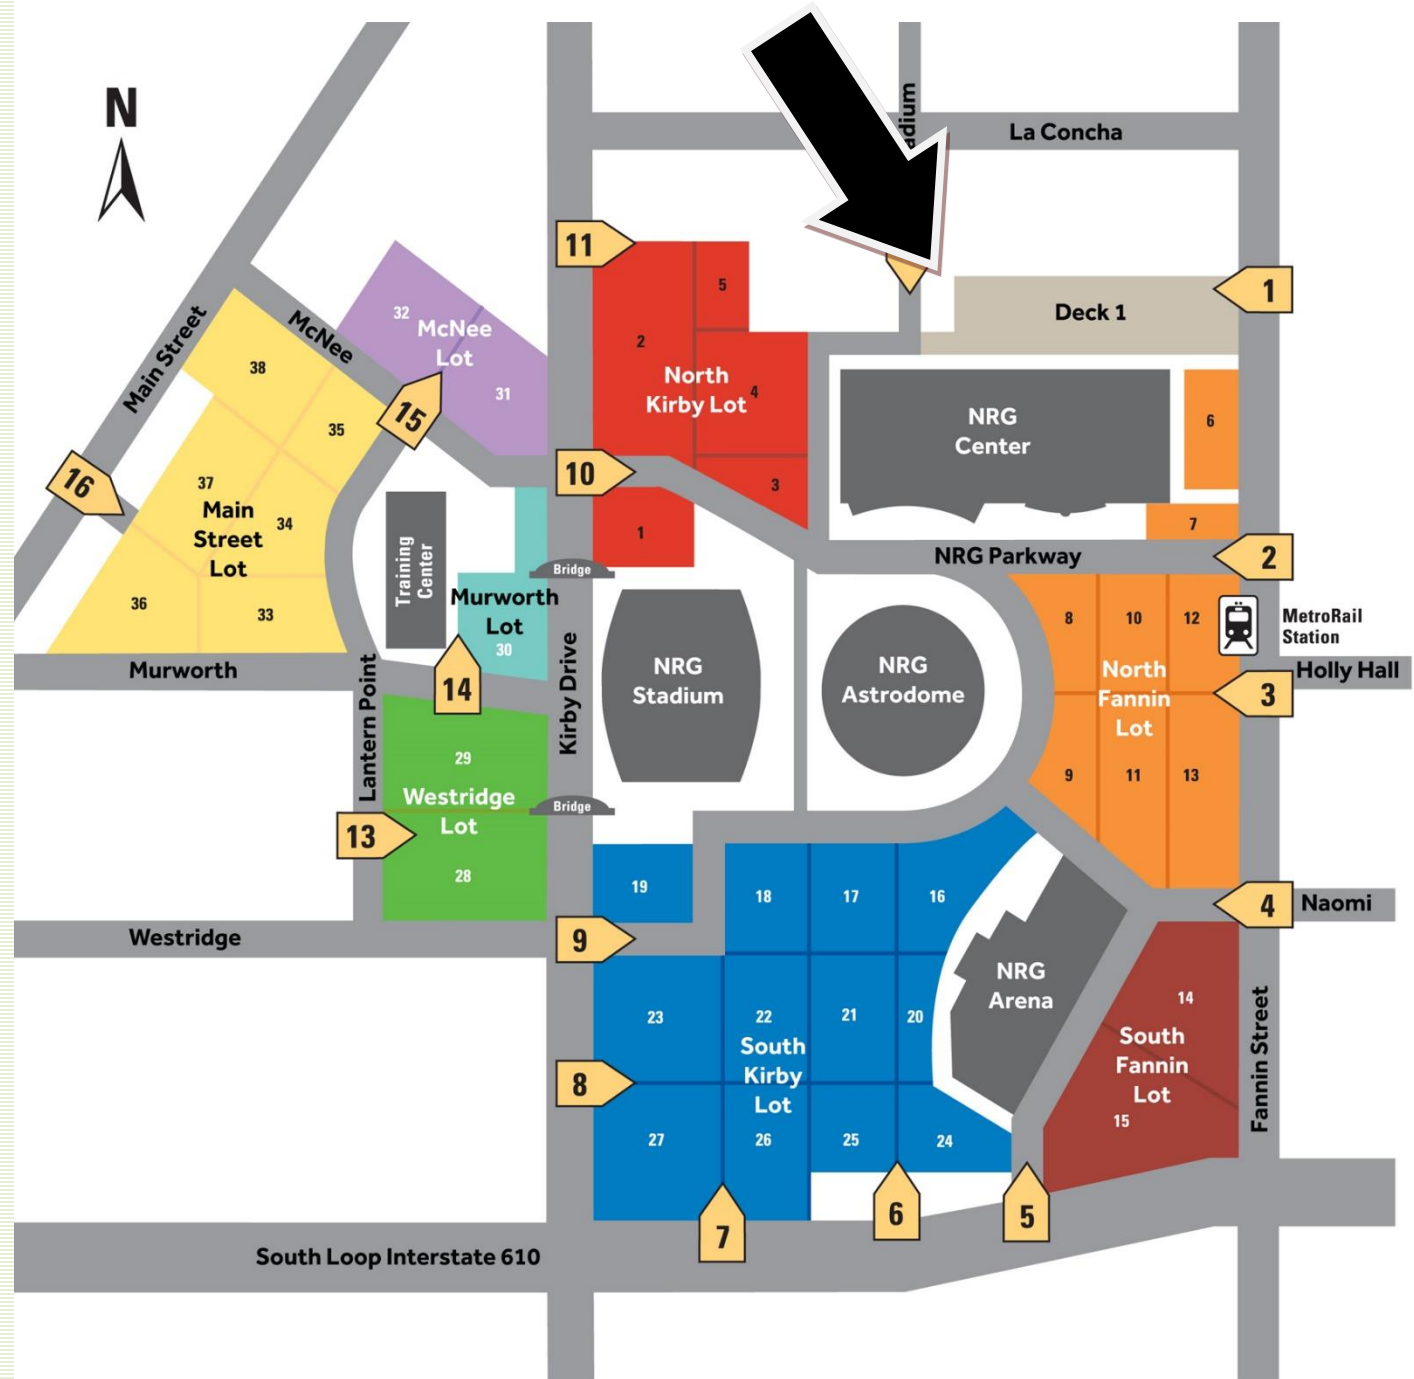 N
adium
La Concha
11
5
1
Deck 1
32
McNee
Lot
31
McNee
Main Street
38
35
15
2
North
Kirby Lot
4
3
10
1
NRG
Center
6
7
16
37
34
Main
Street
Lot
36
33
Training
Center
Bridge
Murworth
Lot
30
14
Murworth
NRG Parkway
2
MetroRail
Station
8
10
12
Holly Hall
3
North
Fannin
Lot
9
11
13
NRG
Stadium
NRG
Astrodome
Kirby Drive
Lantern Point
29
Westridge
Lot
28
13
Bridge
19
18
17
16
4
Naomi
Westridge
9
NRG
Arena
14
South
Fannin
Lot
15
Fannin Street
23
22
21
20
South
Kirby
Lot
8
27
26
25
24
7
6
5
South Loop Interstate 610